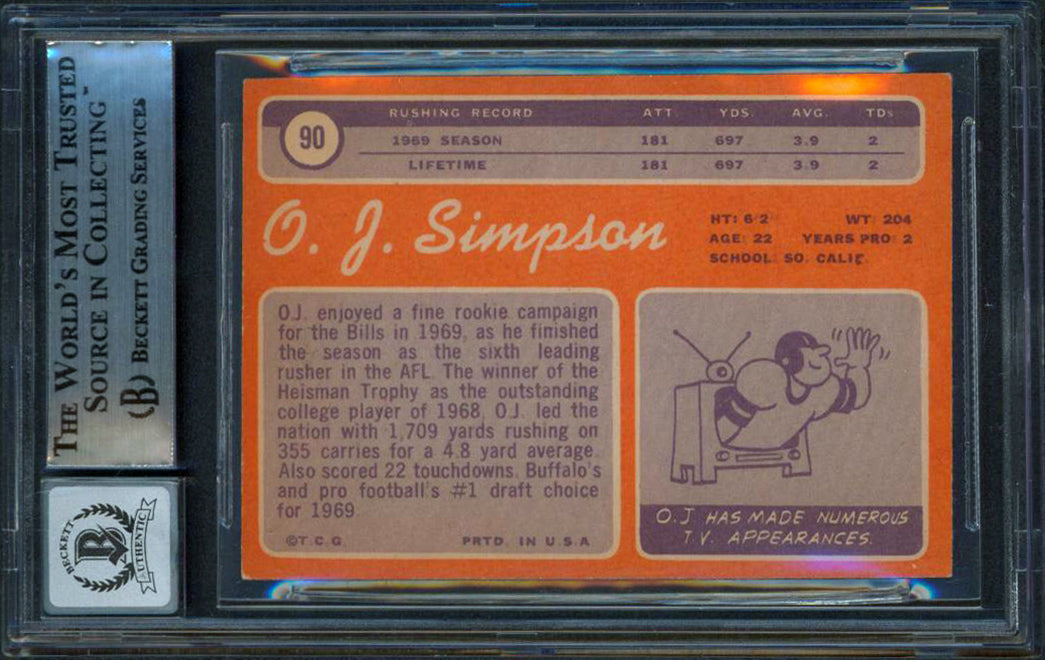 THE WORLD'S MOST TRUSTED
SOURCE IN COLLECTING™
(B) BECKETT GRADING SERVICES
BECKETT
B
AUTHENTIC
90
RUSHING RECORD ATT. YDS. AVG. TDs
1969 SEASON 181 697 3.9 2
LIFETIME 181 697 3.9 2
O. J. Simpson
HT: 6'2 WT: 204
AGE: 22 YEARS PRO: 2
SCHOOL: SO. CALIF.
O.J. enjoyed a fine rookie campaign
for the Bills in 1969, as he finished
the season as the sixth leading
rusher in the AFL. The winner of the
Heisman Trophy as the outstanding
college player of 1968, O.J. led the
nation with 1,709 yards rushing on
355 carries for a 4.8 yard average.
Also scored 22 touchdowns. Buffalo's
and pro football's #1 draft choice
for 1969
©T.C.G. PRTD. IN U.S.A
O.J HAS MADE NUMEROUS
T.V. APPEARANCES.